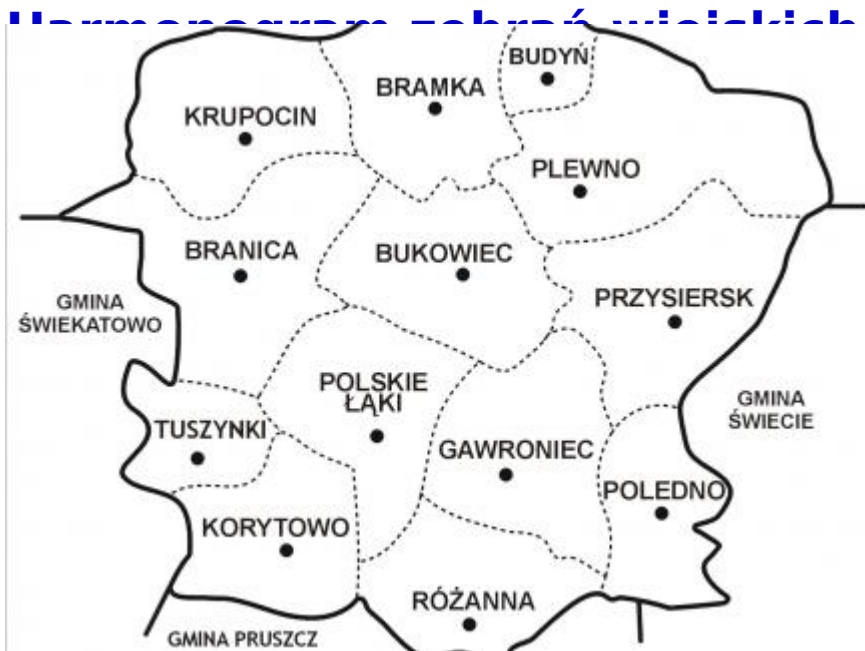 Harmonogram zebrań wiejskich
BUDYŃ
BRAMKA
KRUPOCIN
PLEWNO
BRANICA
BUKOWIEC
PRZYSIERSK
GMINA
ŚWIEKATOWO
POLSKIE
ŁĄKI
GMINA
ŚWIECIE
TUSZYNKI
GAWRONIEC
POLEDNO
KORYTOWO
RÓŻANNA
GMINA PRUSZCZ